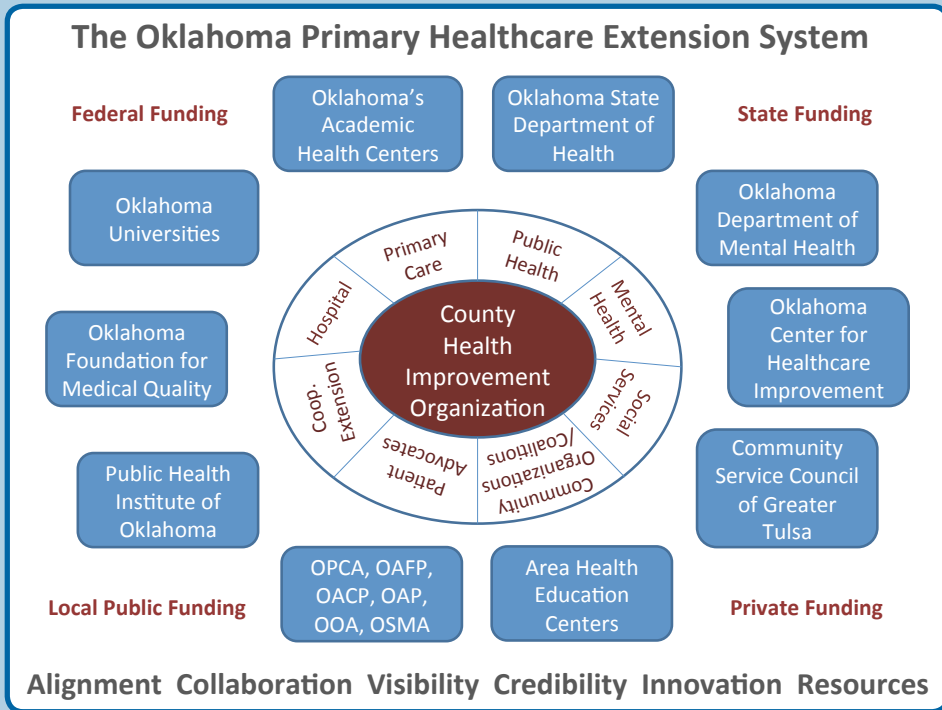 The Oklahoma Primary Healthcare Extension System
Federal Funding
Oklahoma's
Academic
Health Centers
Oklahoma State
Department of
Health
State Funding
Oklahoma
Universities
Oklahoma
Department of
Mental Health
Oklahoma
Foundation for
Medical Quality
Oklahoma
Center for
Healthcare
Improvement
Public Health
Institute of
Oklahoma
Community
Service Council
of Greater
Tulsa
Primary
Care
Public
Health
Mental
Health
Social
Services
Community
Organizations
/Coalitions
Patient
Advocates
Coop.
Extension
Hospital
County
Health
Improvement
Organization
Local Public Funding
OPCA, OAFP,
OACP, OAP,
OOA, OSMA
Area Health
Education
Centers
Private Funding
Alignment Collaboration Visibility Credibility Innovation Resources